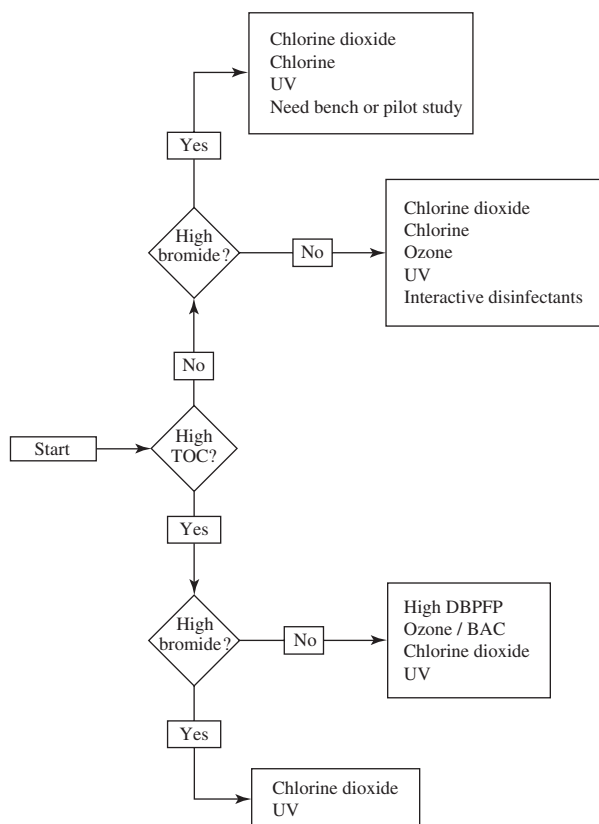 Chlorine dioxide
Chlorine
UV
Need bench or pilot study
Yes
High
bromide?
No
Chlorine dioxide
Chlorine
Ozone
UV
Interactive disinfectants
No
Start
High
TOC?
Yes
High
bromide?
No
High DBPFP
Ozone / BAC
Chlorine dioxide
UV
Yes
Chlorine dioxide
UV